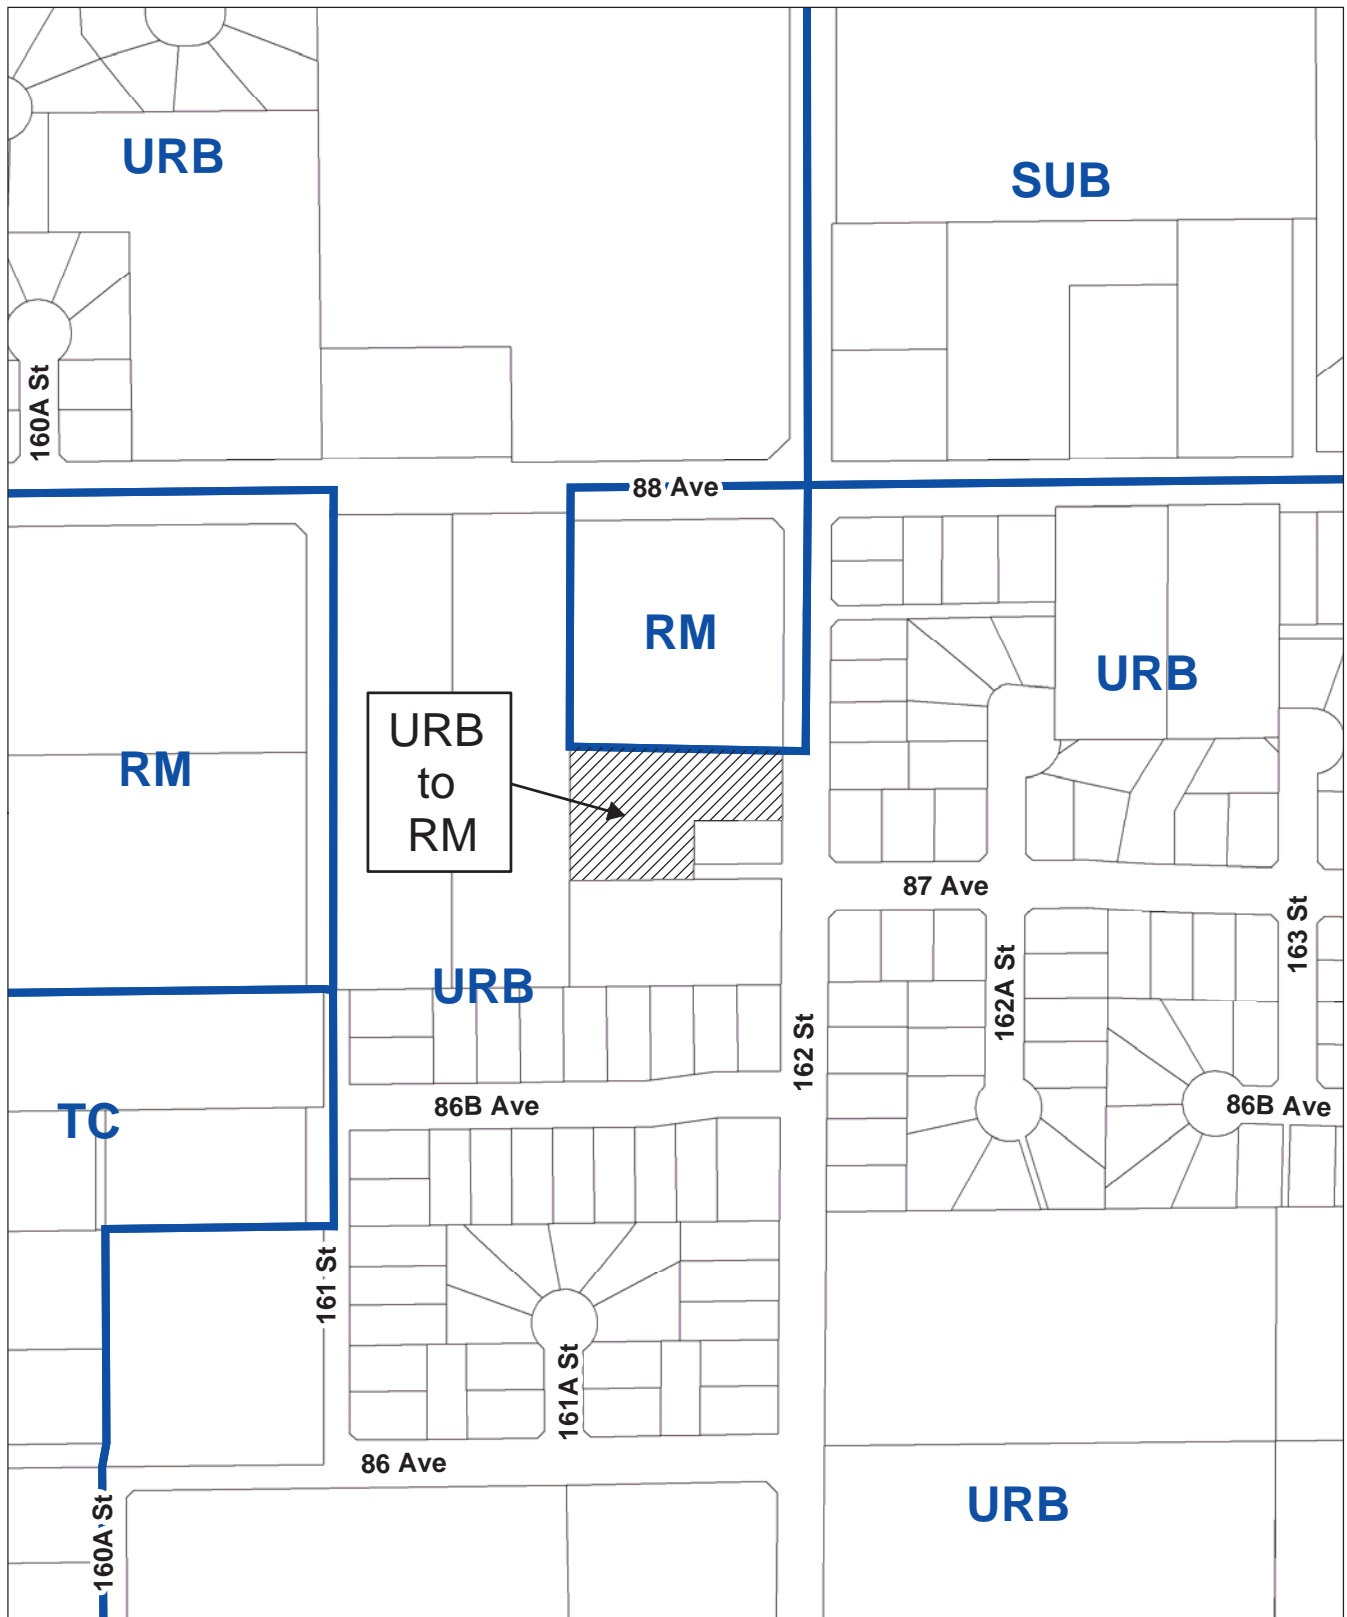 URB
SUB
160A St
88 Ave
RM
URB
URB
to
RM
RM
87 Ave
163 St
162A St
URB
162 St
86B Ave
86B Ave
TC
161 St
161A St
86 Ave
URB
160A St